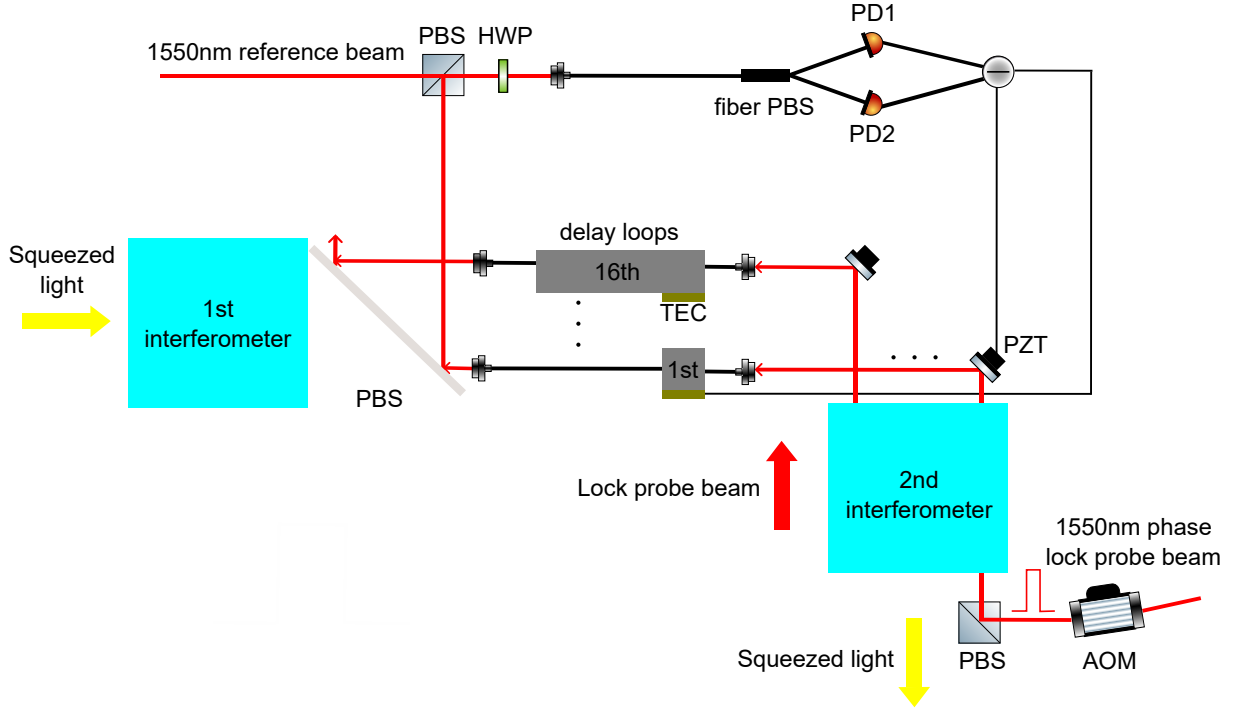 PD1
PBS
HWP
1550nm reference beam
fiber PBS
PD2
delay loops
Squeezed
light
16th
TEC
1st
interferometer
PZT
1st
PBS
Lock probe beam
2nd
interferometer
1550nm phase
lock probe beam
Squeezed light
PBS
AOM